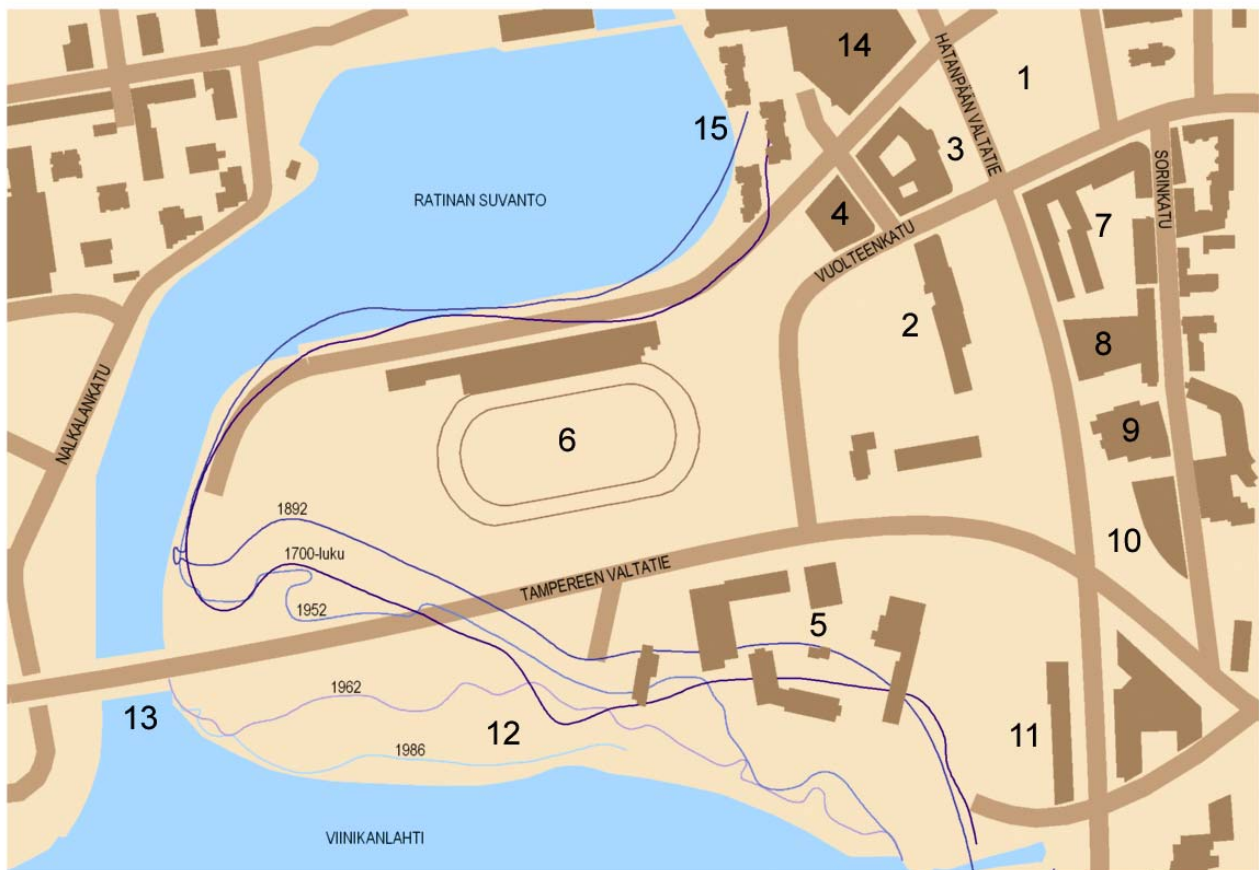 14
1
HATANPÄÄN VALTATIE
15
3
SORINKATU
RATINAN SUVANTO
4
7
VUOLTEENKATU
2
8
NALKALANKATU
6
9
1892
10
1700-luku
TAMPEREEN VALTATIE
1952
5
1962
13
12
11
1986
VIINIKANLAHTI